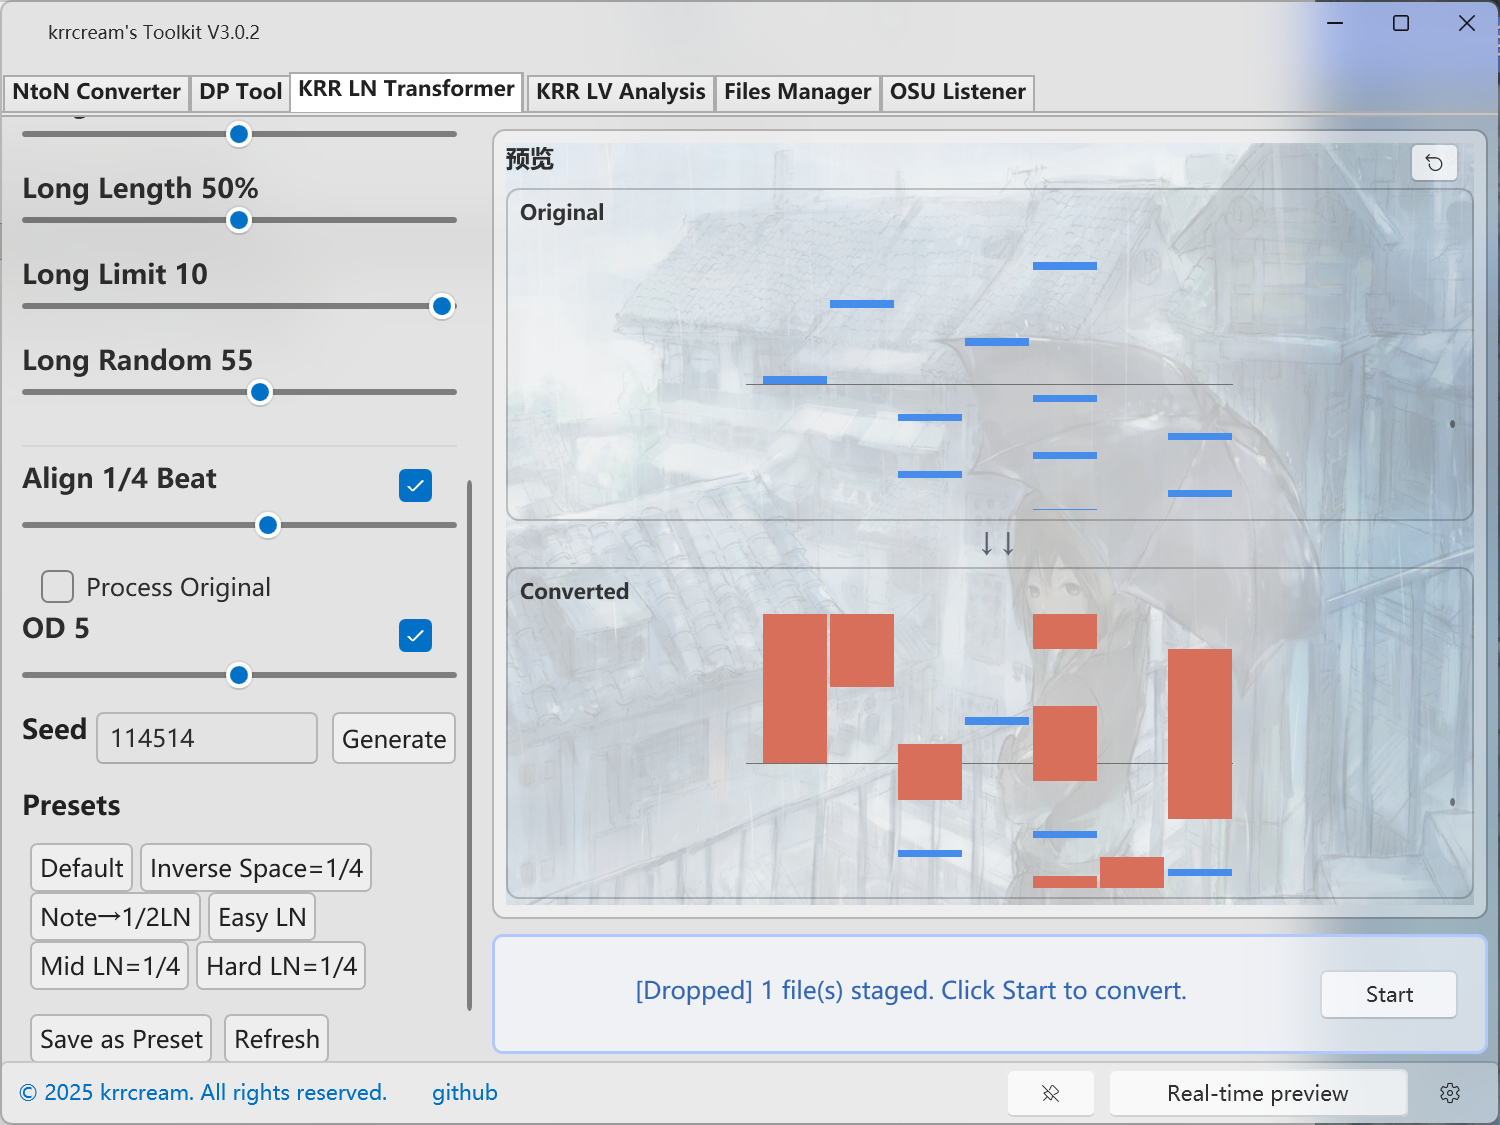 krrcream's Toolkit V3.0.2
NtoN Converter
DP Tool
KRR LN Transformer
KRR LV Analysis
Files Manager
OSU Listener
Long Length 50%
Long Limit 10
Long Random 55
Align 1/4 Beat
Process Original
OD 5
Seed
114514
Generate
Presets
Default
Inverse Space=1/4
Note→1/2LN
Easy LN
Mid LN=1/4
Hard LN=1/4
Save as Preset
Refresh
预览
Original
↓↓
Converted
[Dropped] 1 file(s) staged. Click Start to convert.
Start
© 2025 krrcream. All rights reserved.
github
Real-time preview